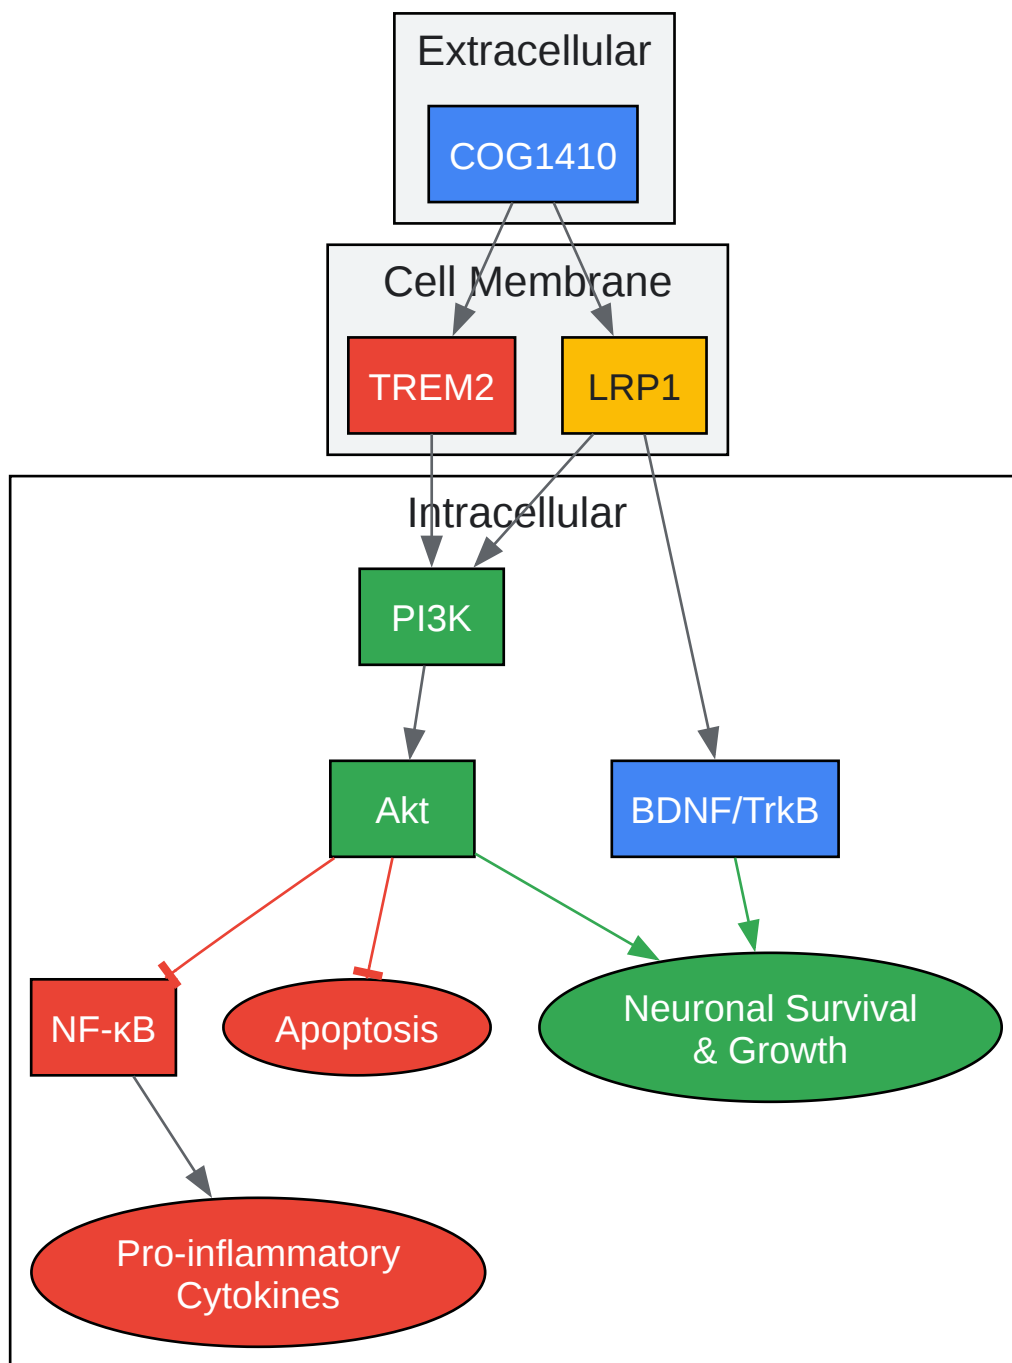 Extracellular
COG1410
Cell Membrane
TREM2
LRP1
Intracellular
PI3K
Akt
BDNF/TrkB
NF-κB
Apoptosis
Neuronal Survival
& Growth
Pro-inflammatory
Cytokines